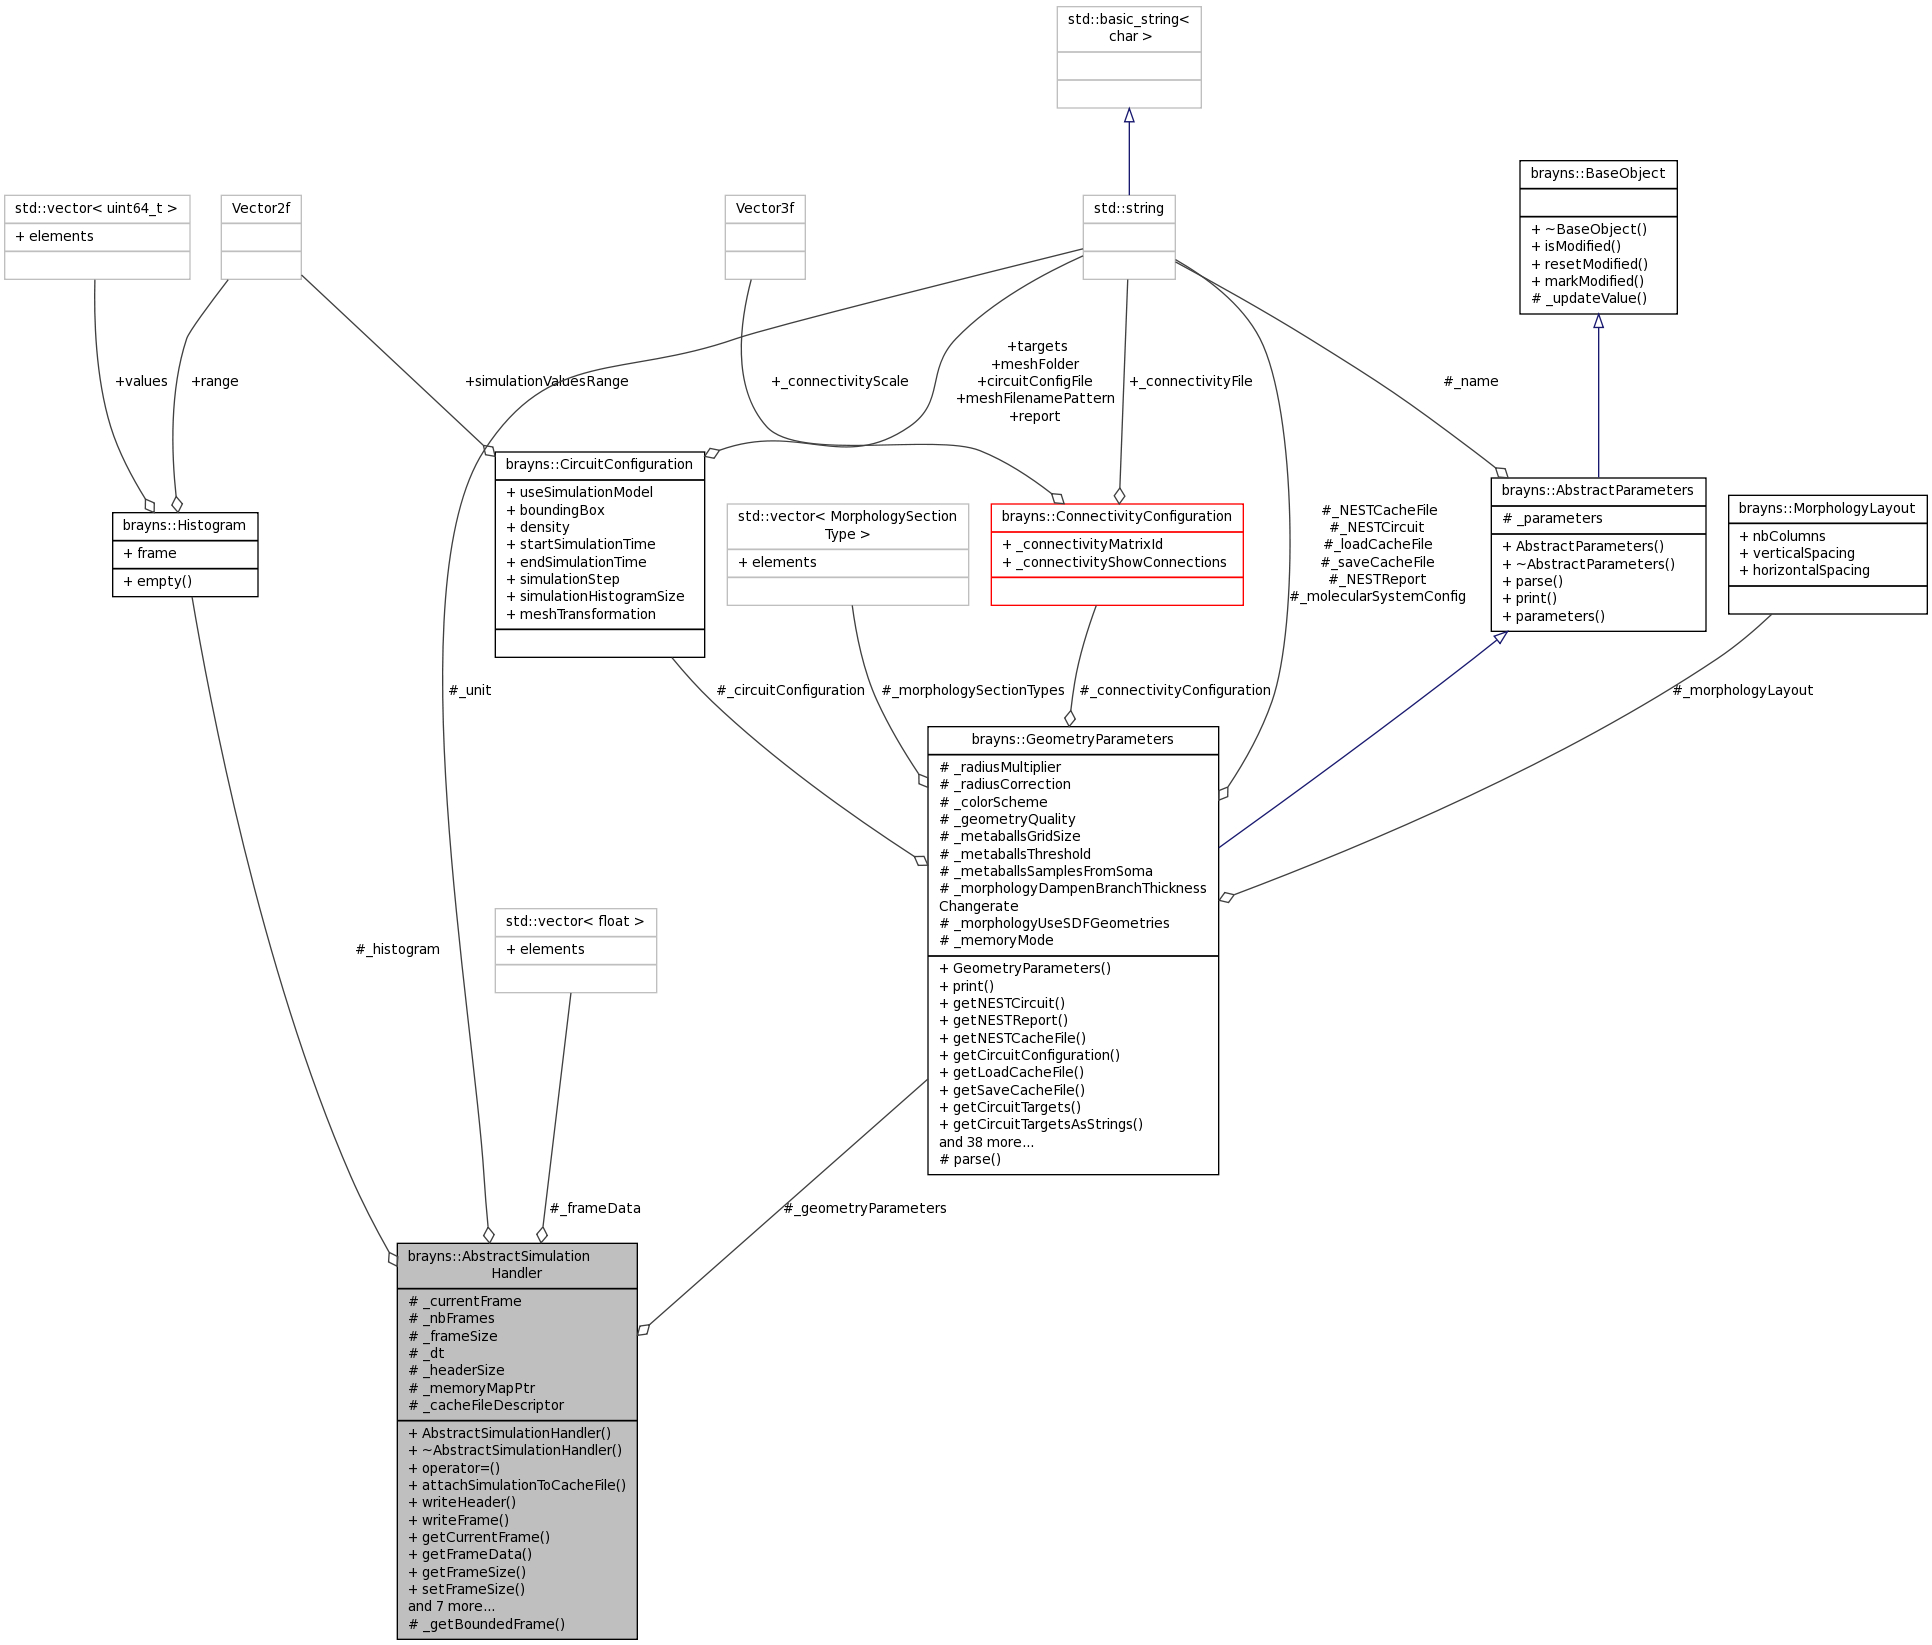 std::basic_string<
char >
std::vector< uint64_t >
+ elements
Vector2f
Vector3f
std::string
brayns::BaseObject
+ ~BaseObject()
+ isModified()
+ resetModified()
+ markModified()
# _updateValue()
+values
+range
+simulationValuesRange
+_connectivityScale
+targets
+meshFolder
+circuitConfigFile
+meshFilenamePattern
+report
+_connectivityFile
#_name
brayns::Histogram
+ frame
+ empty()
brayns::CircuitConfiguration
+ useSimulationModel
+ boundingBox
+ density
+ startSimulationTime
+ endSimulationTime
+ simulationStep
+ simulationHistogramSize
+ meshTransformation
std::vector< MorphologySection
Type >
+ elements
brayns::ConnectivityConfiguration
+ _connectivityMatrixId
+ _connectivityShowConnections
#_NESTCacheFile
#_NESTCircuit
#_loadCacheFile
#_saveCacheFile
#_NESTReport
#_molecularSystemConfig
brayns::AbstractParameters
# _parameters
+ AbstractParameters()
+ ~AbstractParameters()
+ parse()
+ print()
+ parameters()
brayns::MorphologyLayout
+ nbColumns
+ verticalSpacing
+ horizontalSpacing
#_unit
#_circuitConfiguration
#_morphologySectionTypes
#_connectivityConfiguration
#_morphologyLayout
brayns::GeometryParameters
# _radiusMultiplier
# _radiusCorrection
# _colorScheme
# _geometryQuality
# _metaballsGridSize
# _metaballsThreshold
# _metaballsSamplesFromSoma
# _morphologyDampenBranchThickness
Changerate
# _morphologyUseSDFGeometries
# _memoryMode
+ GeometryParameters()
+ print()
+ getNESTCircuit()
+ getNESTReport()
+ getNESTCacheFile()
+ getCircuitConfiguration()
+ getLoadCacheFile()
+ getSaveCacheFile()
+ getCircuitTargets()
+ getCircuitTargetsAsStrings()
and 38 more...
# parse()
#_histogram
std::vector< float >
+ elements
#_frameData
#_geometryParameters
brayns::AbstractSimulation
Handler
# _currentFrame
# _nbFrames
# _frameSize
# _dt
# _headerSize
# _memoryMapPtr
# _cacheFileDescriptor
+ AbstractSimulationHandler()
+ ~AbstractSimulationHandler()
+ operator=()
+ attachSimulationToCacheFile()
+ writeHeader()
+ writeFrame()
+ getCurrentFrame()
+ getFrameData()
+ getFrameSize()
+ setFrameSize()
and 7 more...
# _getBoundedFrame()